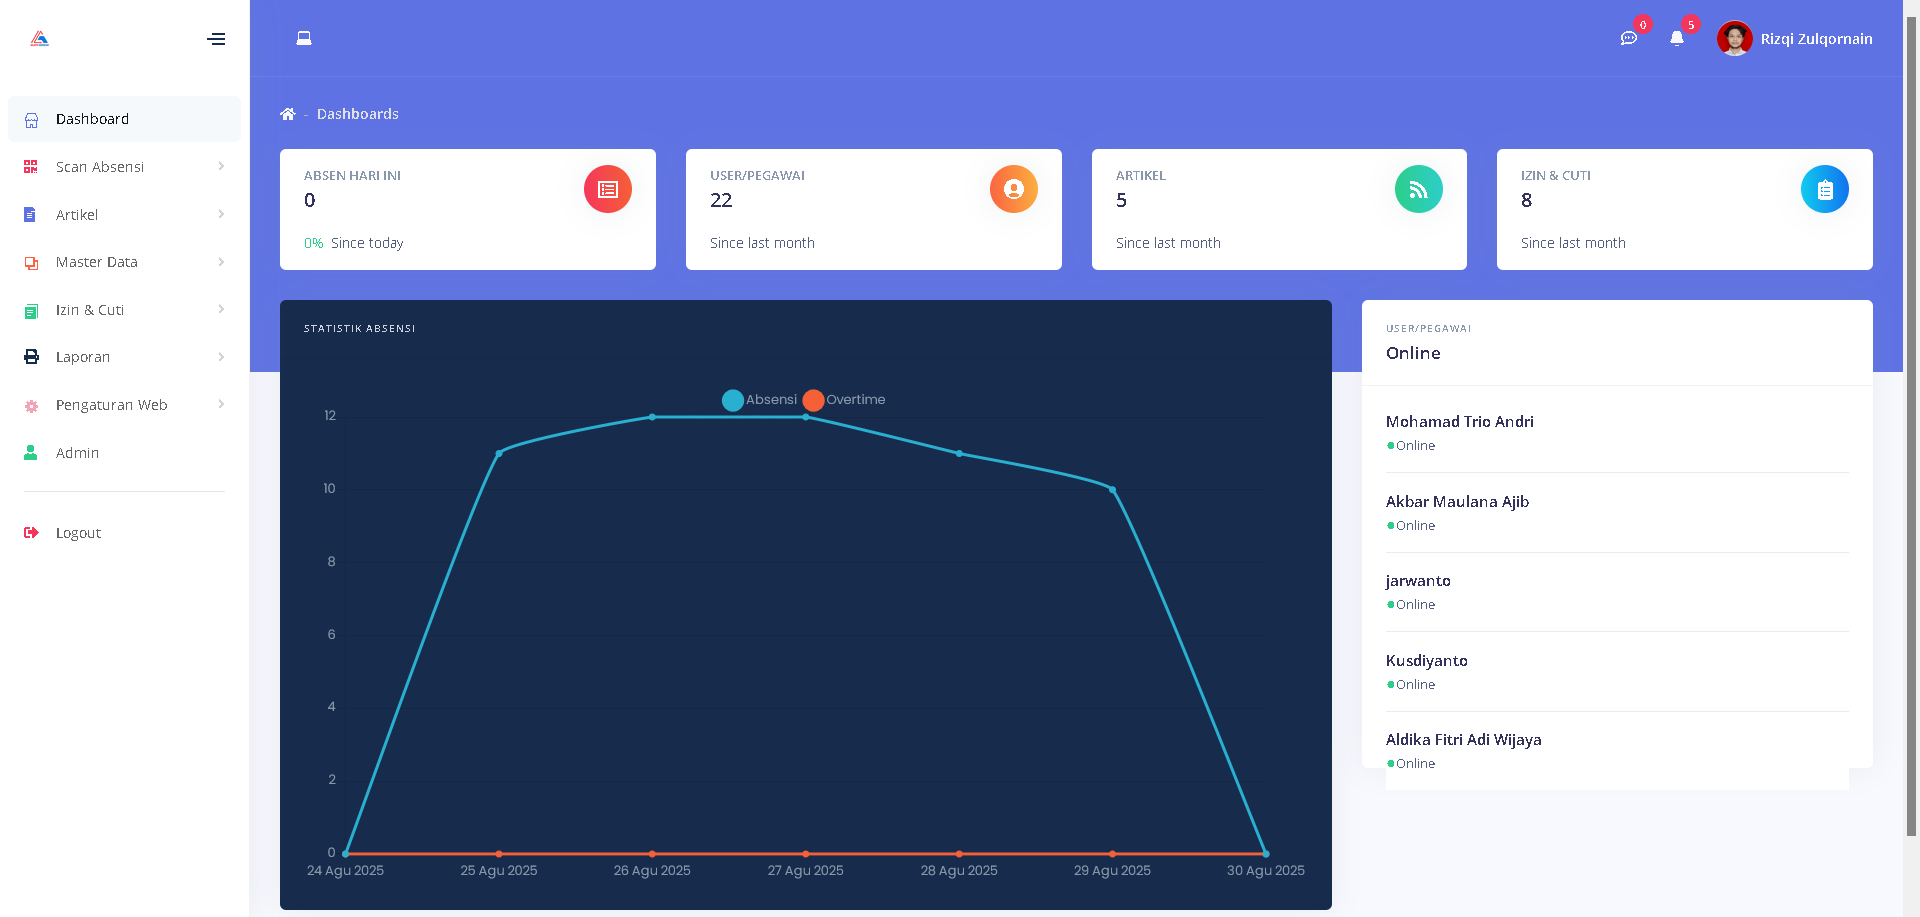 0
5
Rizqi Zulqornain
Dashboard
Scan Absensi
Artikel
Master Data
Izin & Cuti
Laporan
Pengaturan Web
Admin
Logout
- Dashboards
ABSEN HARI INI
0
0% Since today
USER/PEGAWAI
22
Since last month
ARTIKEL
5
Since last month
IZIN & CUTI
8
Since last month
STATISTIK ABSENSI
Absensi Overtime
12
10
8
6
4
2
0
24 Agu 2025 25 Agu 2025 26 Agu 2025 27 Agu 2025 28 Agu 2025 29 Agu 2025 30 Agu 2025
USER/PEGAWAI
Online
Mohamad Trio Andri
Online
Akbar Maulana Ajib
Online
jarwanto
Online
Kusdiyanto
Online
Aldika Fitri Adi Wijaya
Online